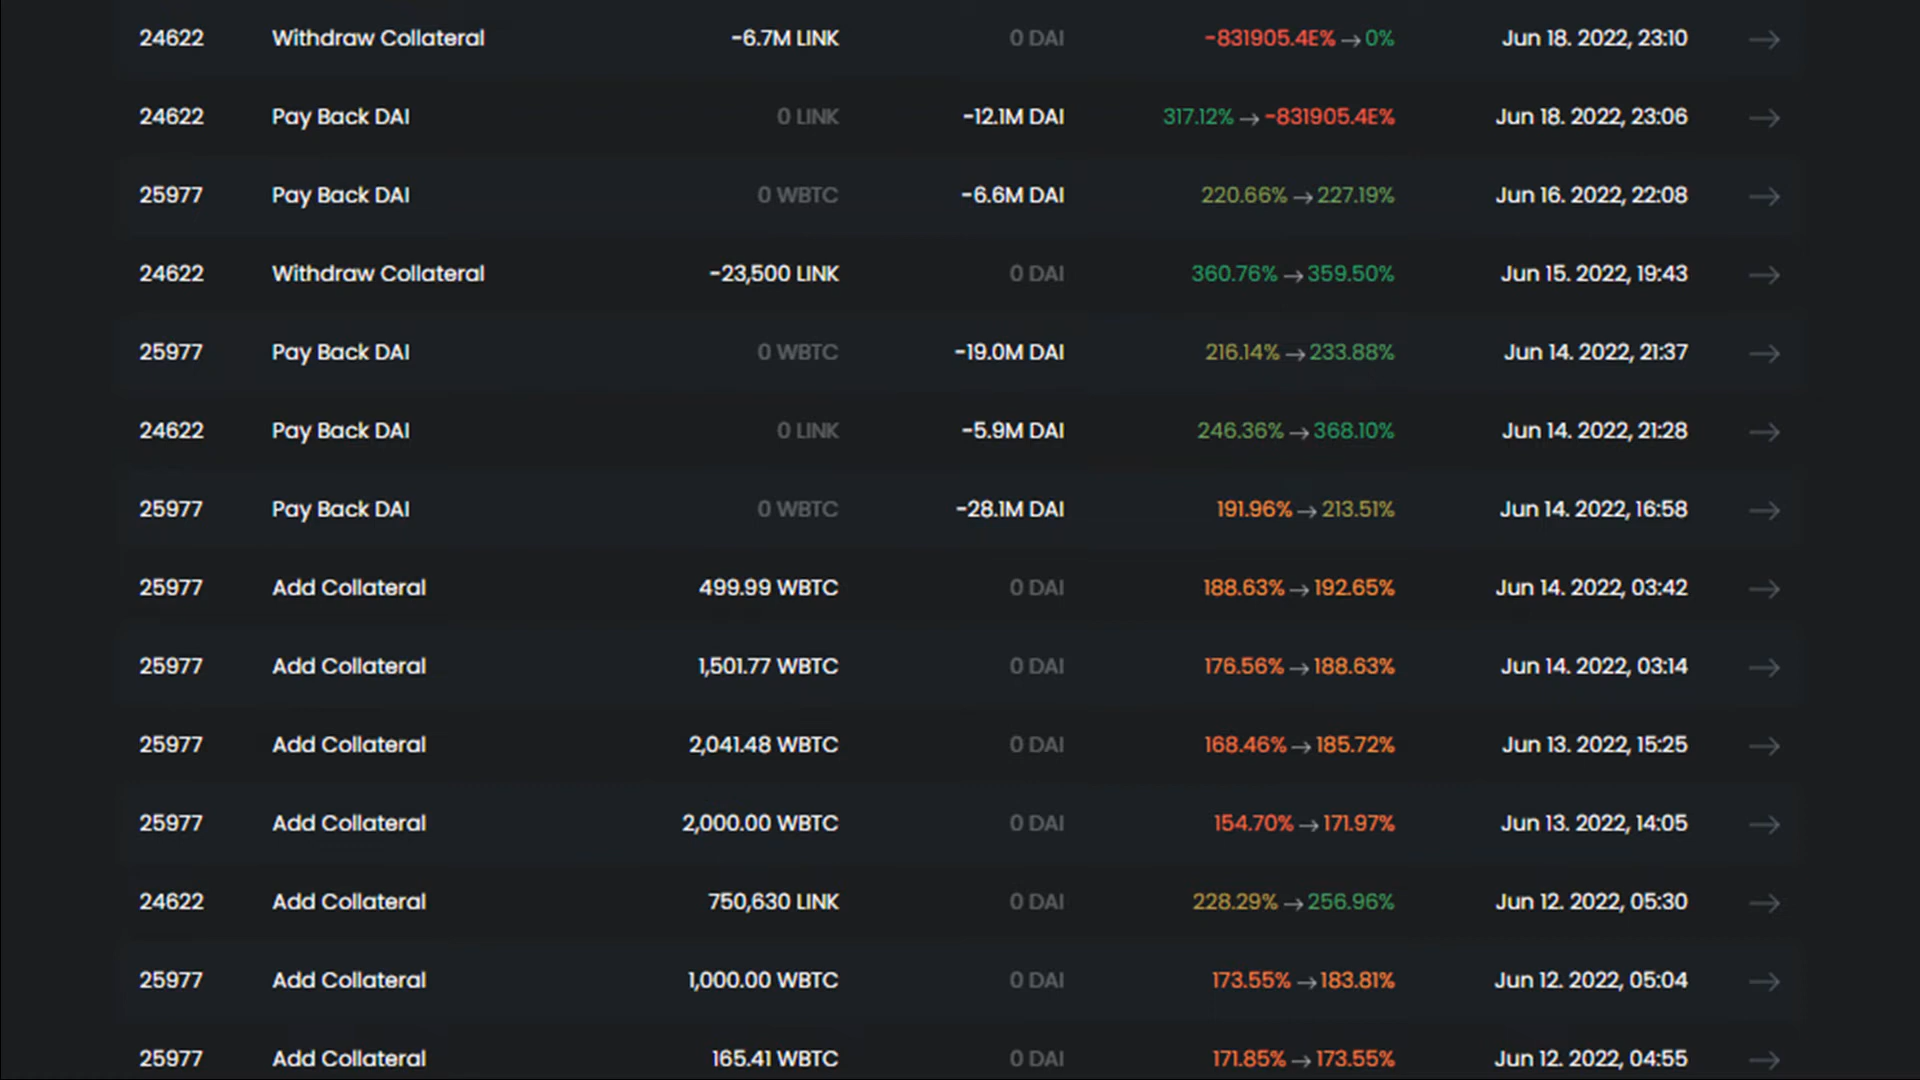 24622 Withdraw Collateral -6.7M LINK 0 DAI -831905.4E% → 0% Jun 18. 2022, 23:10 →
24622 Pay Back DAI 0 LINK -12.1M DAI 317.12% → -831905.4E% Jun 18. 2022, 23:06 →
25977 Pay Back DAI 0 WBTC -6.6M DAI 220.66% → 227.19% Jun 16. 2022, 22:08 →
24622 Withdraw Collateral -23,500 LINK 0 DAI 360.76% → 359.50% Jun 15. 2022, 19:43 →
25977 Pay Back DAI 0 WBTC -19.0M DAI 216.14% → 233.88% Jun 14. 2022, 21:37 →
24622 Pay Back DAI 0 LINK -5.9M DAI 246.36% → 368.10% Jun 14. 2022, 21:28 →
25977 Pay Back DAI 0 WBTC -28.1M DAI 191.96% → 213.51% Jun 14. 2022, 16:58 →
25977 Add Collateral 499.99 WBTC 0 DAI 188.63% → 192.65% Jun 14. 2022, 03:42 →
25977 Add Collateral 1,501.77 WBTC 0 DAI 176.56% → 188.63% Jun 14. 2022, 03:14 →
25977 Add Collateral 2,041.48 WBTC 0 DAI 168.46% → 185.72% Jun 13. 2022, 15:25 →
25977 Add Collateral 2,000.00 WBTC 0 DAI 154.70% → 171.97% Jun 13. 2022, 14:05 →
24622 Add Collateral 750,630 LINK 0 DAI 228.29% → 256.96% Jun 12. 2022, 05:30 →
25977 Add Collateral 1,000.00 WBTC 0 DAI 173.55% → 183.81% Jun 12. 2022, 05:04 →
25977 Add Collateral 165.41 WBTC 0 DAI 171.85% → 173.55% Jun 12. 2022, 04:55 →